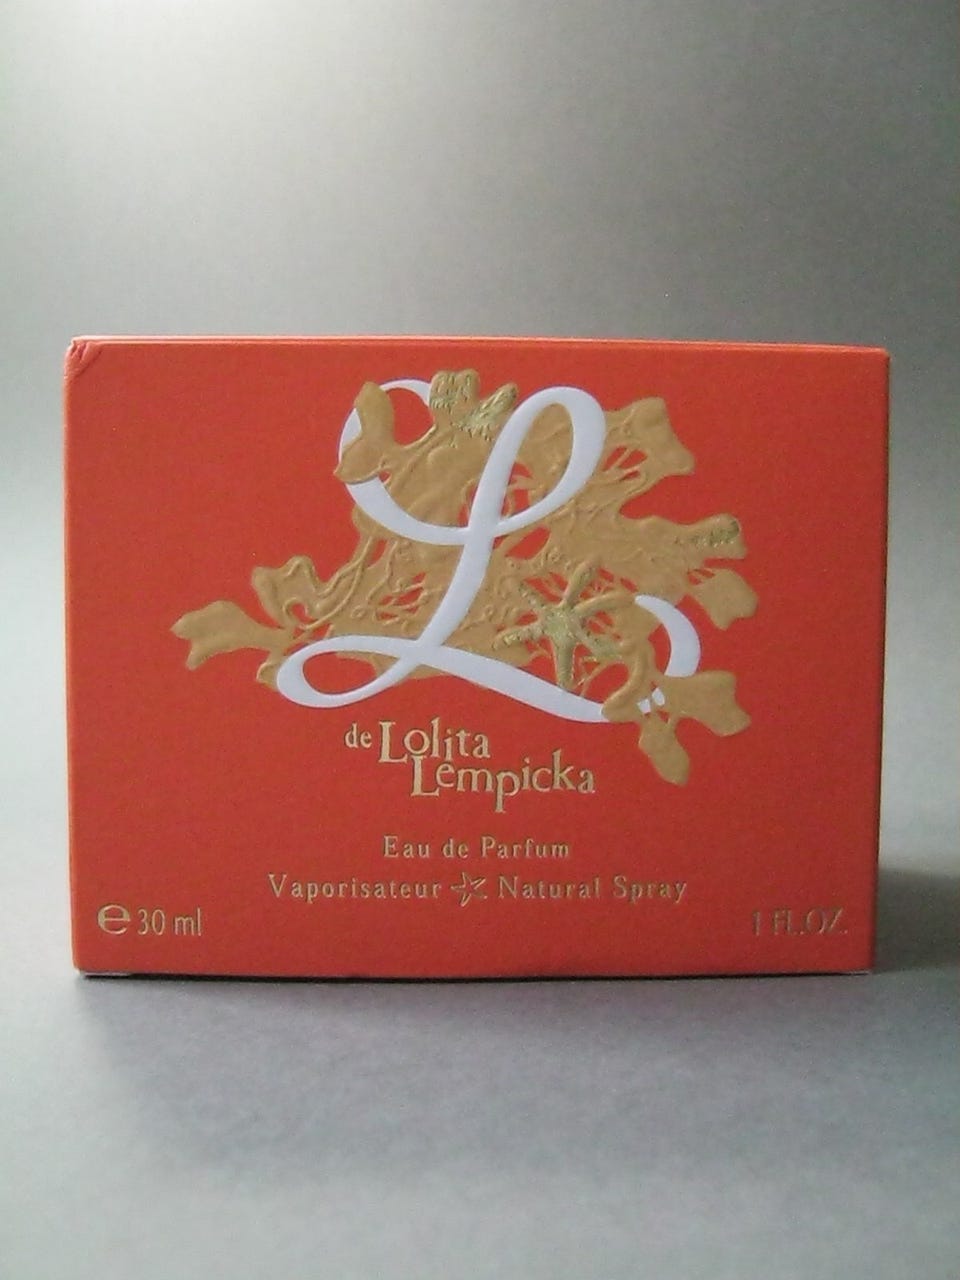 L
de Lolita
Lempicka
Eau de Parfum
Vaporisateur Natural Spray
e 30 ml
1 FL.OZ.